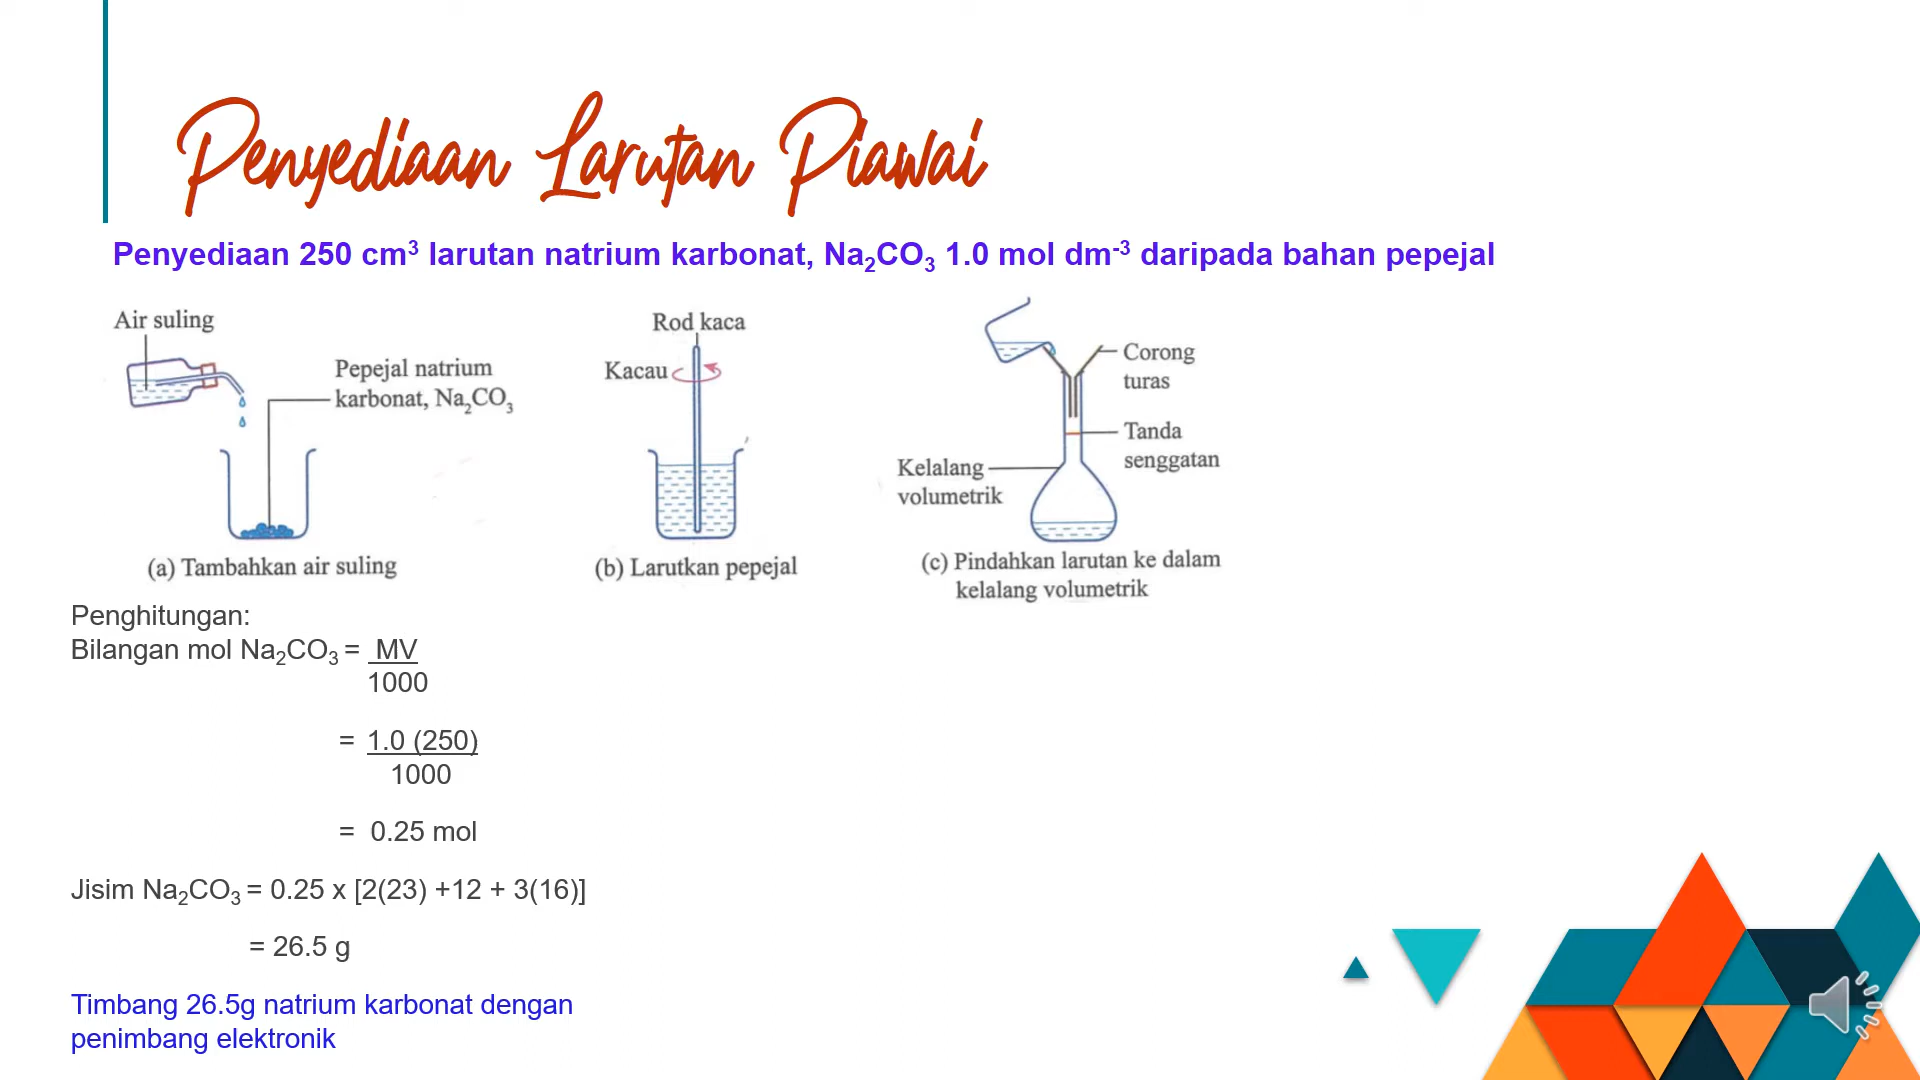 Penyediaan Larutan Piawai
Penyediaan 250 cm³ larutan natrium karbonat, Na₂CO₃ 1.0 mol dm⁻³ daripada bahan pepejal
Air suling
Pepejal natrium
karbonat, Na₂CO₃
(a) Tambahkan air suling
Rod kaca
Kacau
(b) Larutkan pepejal
Corong
turas
Tanda
senggatan
Kelalang
volumetrik
(c) Pindahkan larutan ke dalam
kelalang volumetrik
Penghitungan:
Bilangan mol Na₂CO₃ = MV
1000
= 1.0 (250)
1000
= 0.25 mol
Jisim Na₂CO₃ = 0.25 x [2(23) +12 + 3(16)]
= 26.5 g
Timbang 26.5g natrium karbonat dengan
penimbang elektronik